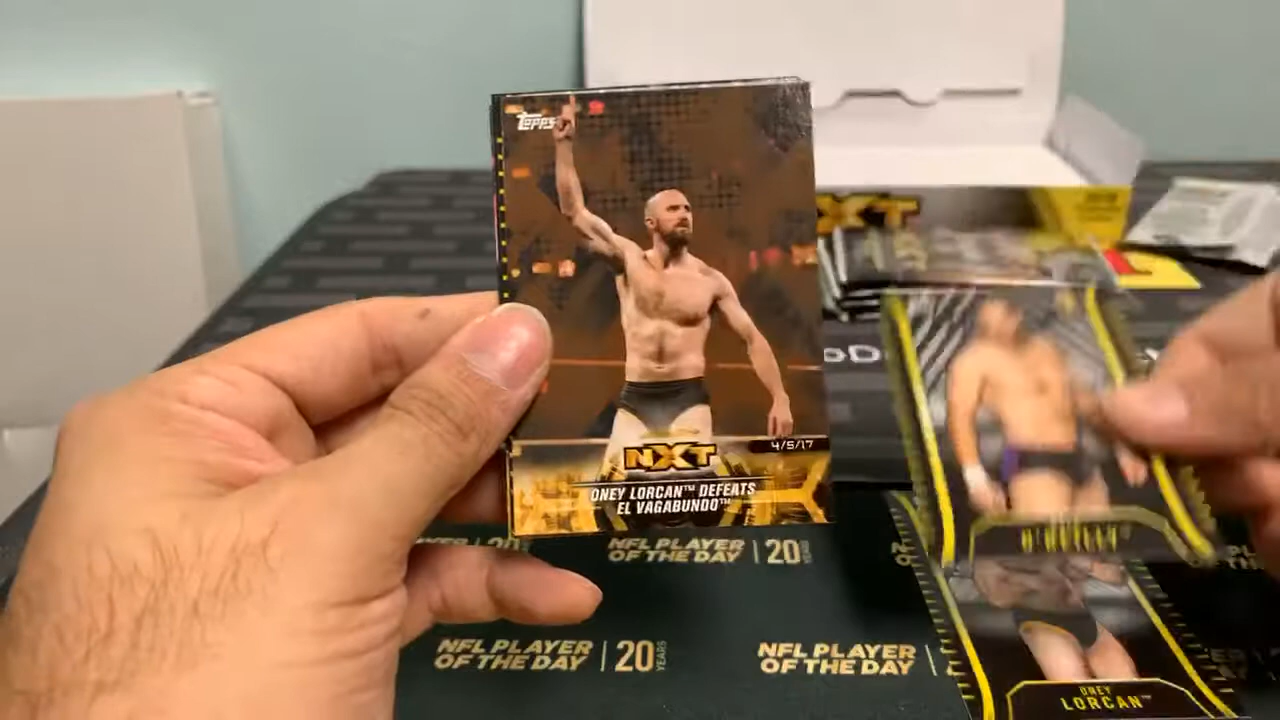 Topps
NXT
4/5/17
ONEY LORCAN™ DEFEATS
EL VAGABUNDO™
NXT
O'REILLY
ONEY
LORCAN™
NFL PLAYER
OF THE DAY | 20
NFL PLAYER
OF THE DAY | 20 YEARS
NFL PLAYER
OF THE DAY |